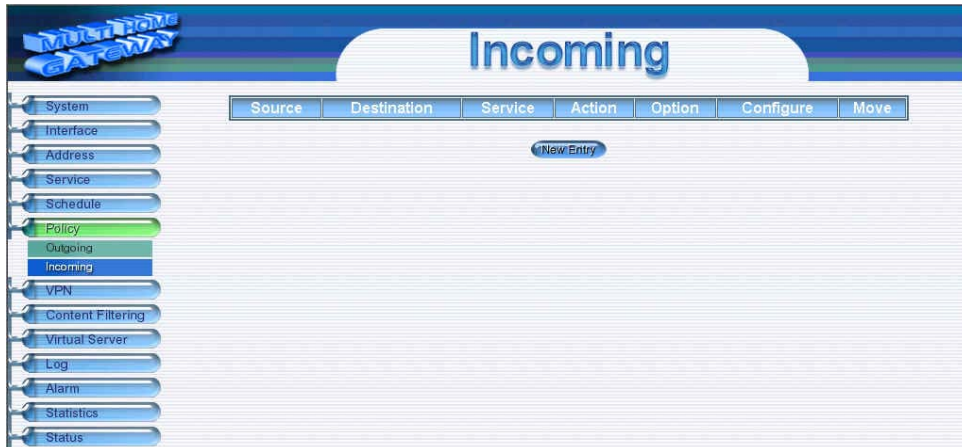 MULTI HOME
GATEWAY
Incoming
System
Interface
Address
Service
Schedule
Policy
Outgoing
Incoming
VPN
Content Filtering
Virtual Server
Log
Alarm
Statistics
Status
Source Destination Service Action Option Configure Move
New Entry